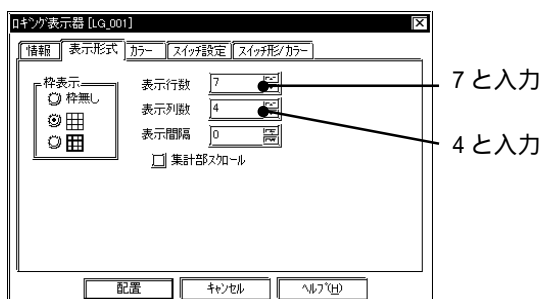 ロギング表示器 [LG_001]
情報 表示形式 カラー スイッチ設定 スイッチ形/カラー
枠表示
枠無し
表示行数 7
7と入力
表示列数 4
4と入力
表示間隔 0
集計部スクロール
配置 キャンセル ヘルプ(H)